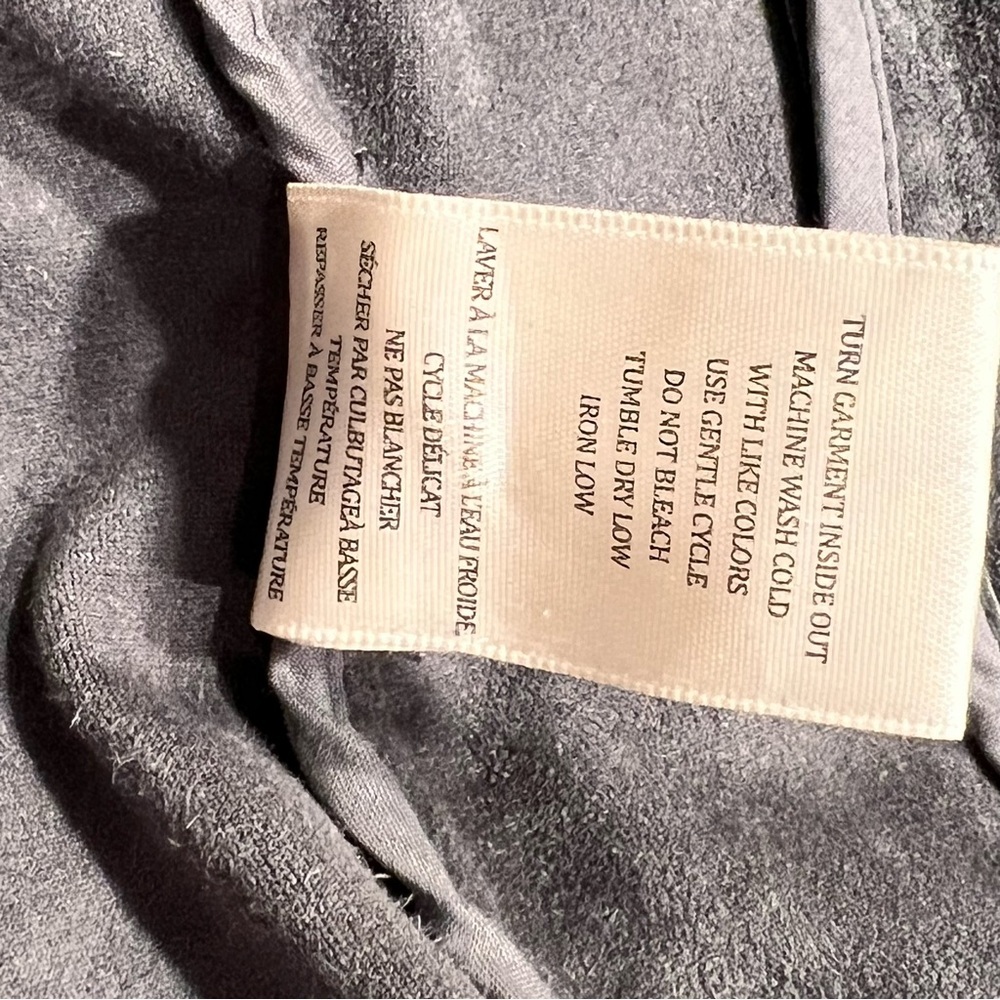 TURN GARMENT INSIDE OUT
MACHINE WASH COLD
WITH LIKE COLORS
USE GENTLE CYCLE
DO NOT BLEACH
TUMBLE DRY LOW
IRON LOW
LAVER À LA MACHINE À L'EAU FROIDE
CYCLE DÉLICAT
NE PAS BLANCHER
SÉCHER PAR CULBUTAGEÀ BASSE
TEMPÉRATURE
REPASSER À BASSE TEMPÉRATURE